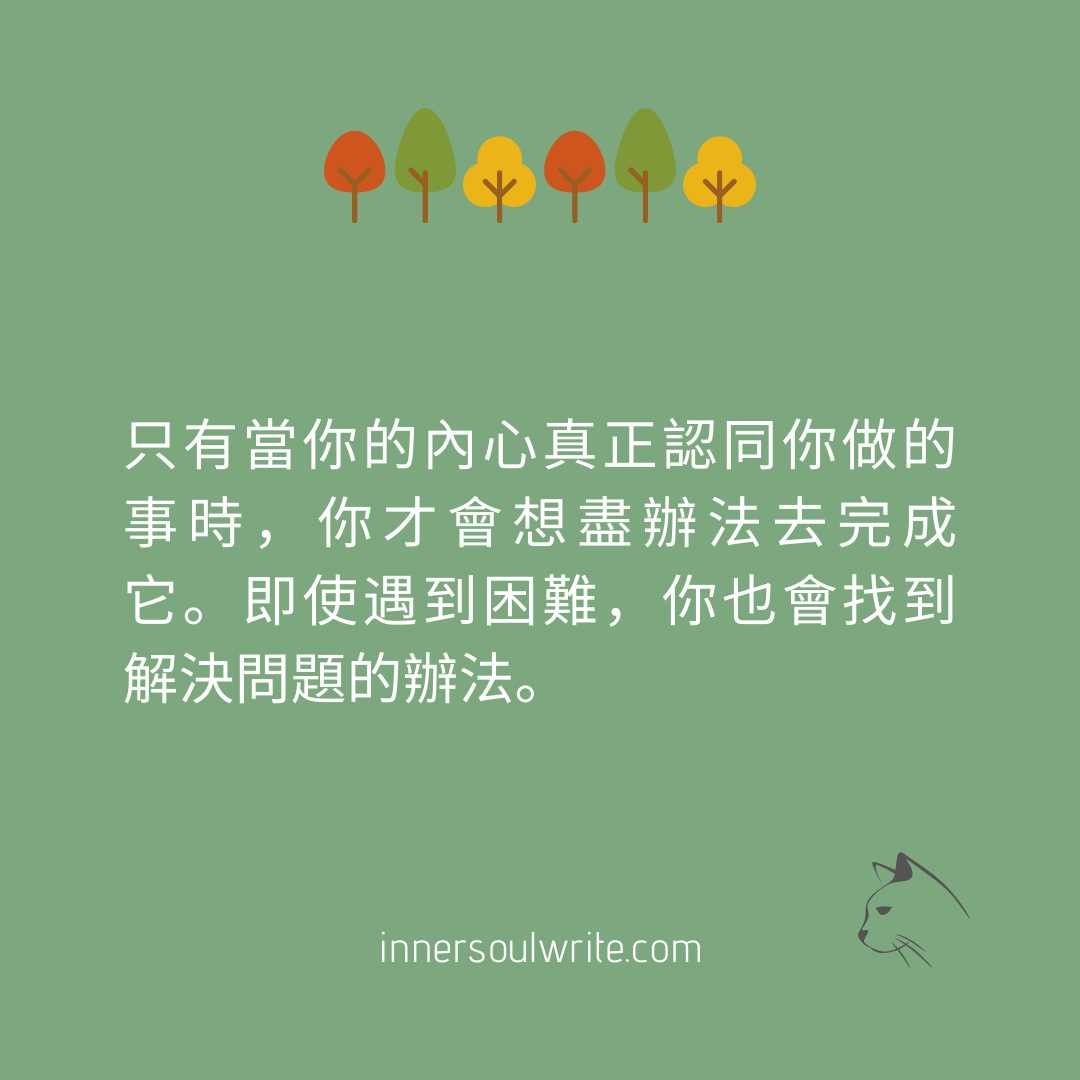 只有當你的內心真正認同你做的
事時，你才會想盡辦法去完成
它。即使遇到困難，你也會找到
解決問題的辦法。
innersoulwrite.com